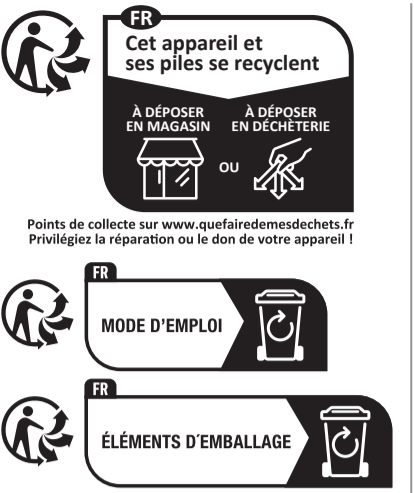 FR
Cet appareil et
ses piles se recyclent
À DÉPOSER
EN MAGASIN
OU
À DÉPOSER
EN DÉCHÈTERIE
Points de collecte sur www.quefairedemesdechets.fr
Privilégiez la réparation ou le don de votre appareil !
FR
MODE D'EMPLOI
FR
ÉLÉMENTS D'EMBALLAGE